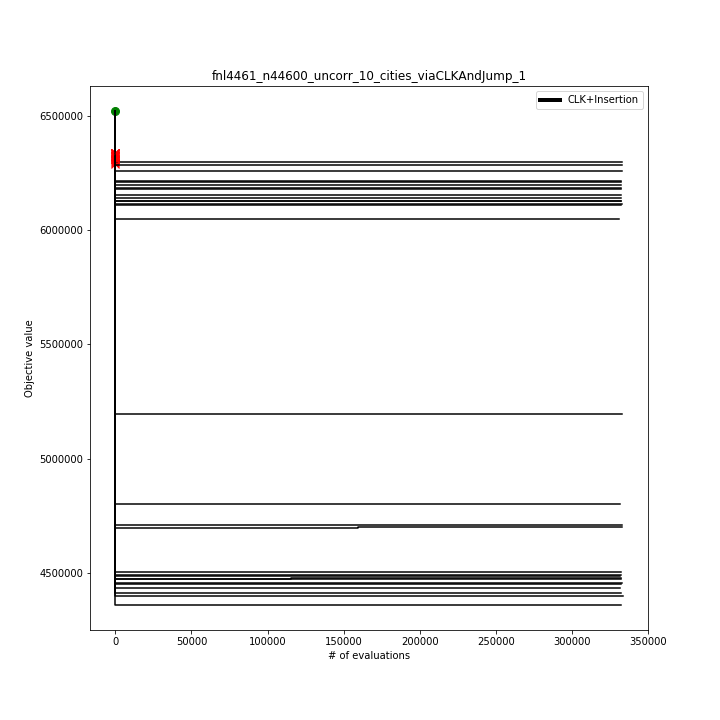 fnl4461_n44600_uncorr_10_cities_viaCLKAndJump_1
CLK+Insertion
6500000
6000000
5500000
5000000
4500000
Objective value
0 50000 100000 150000 200000 250000 300000 350000
# of evaluations